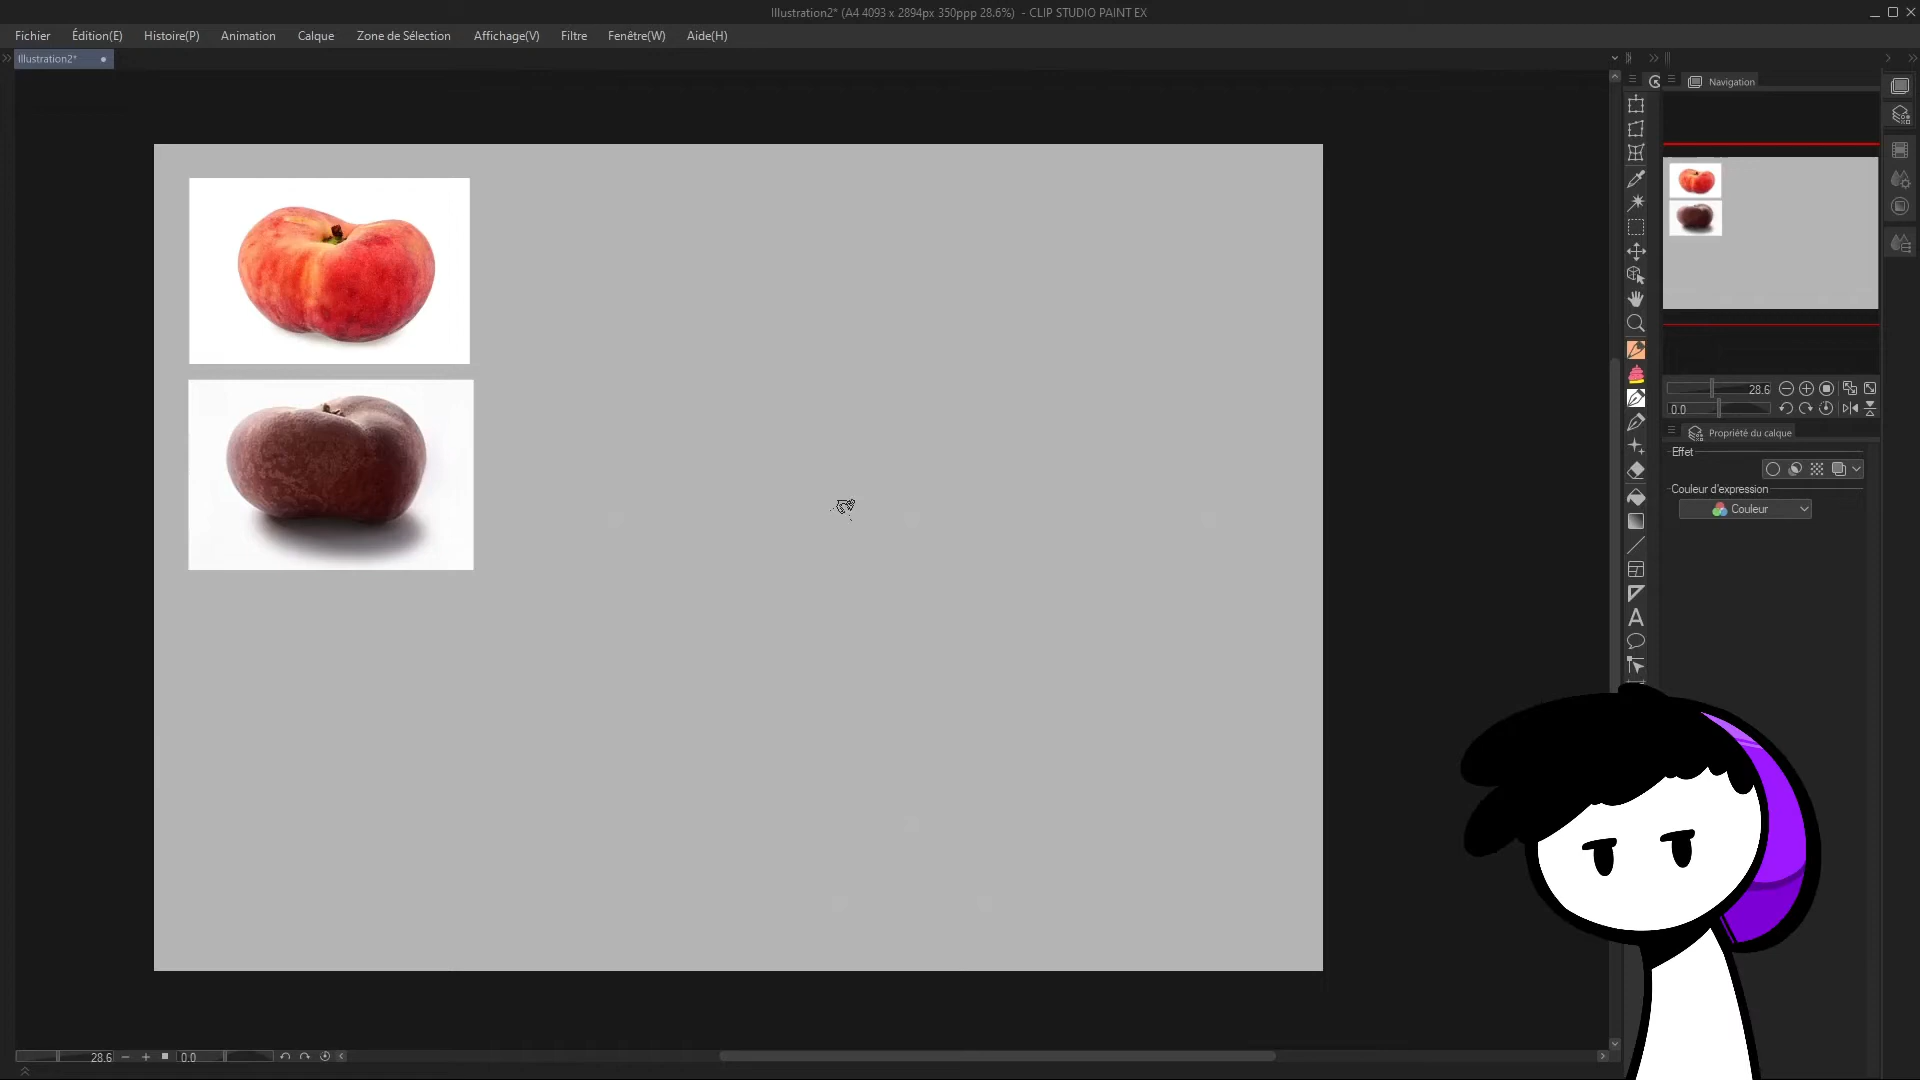 Illustration2* (A4 4093 x 2894px 350ppp 28.6%) - CLIP STUDIO PAINT EX
Fichier Édition(E) Histoire(P) Animation Calque Zone de Sélection Affichage(V) Filtre Fenêtre(W) Aide(H)
Illustration2*
Navigation
28.6
0.0
Propriété du calque
Effet
Couleur d'expression
Couleur
28.6 0.0